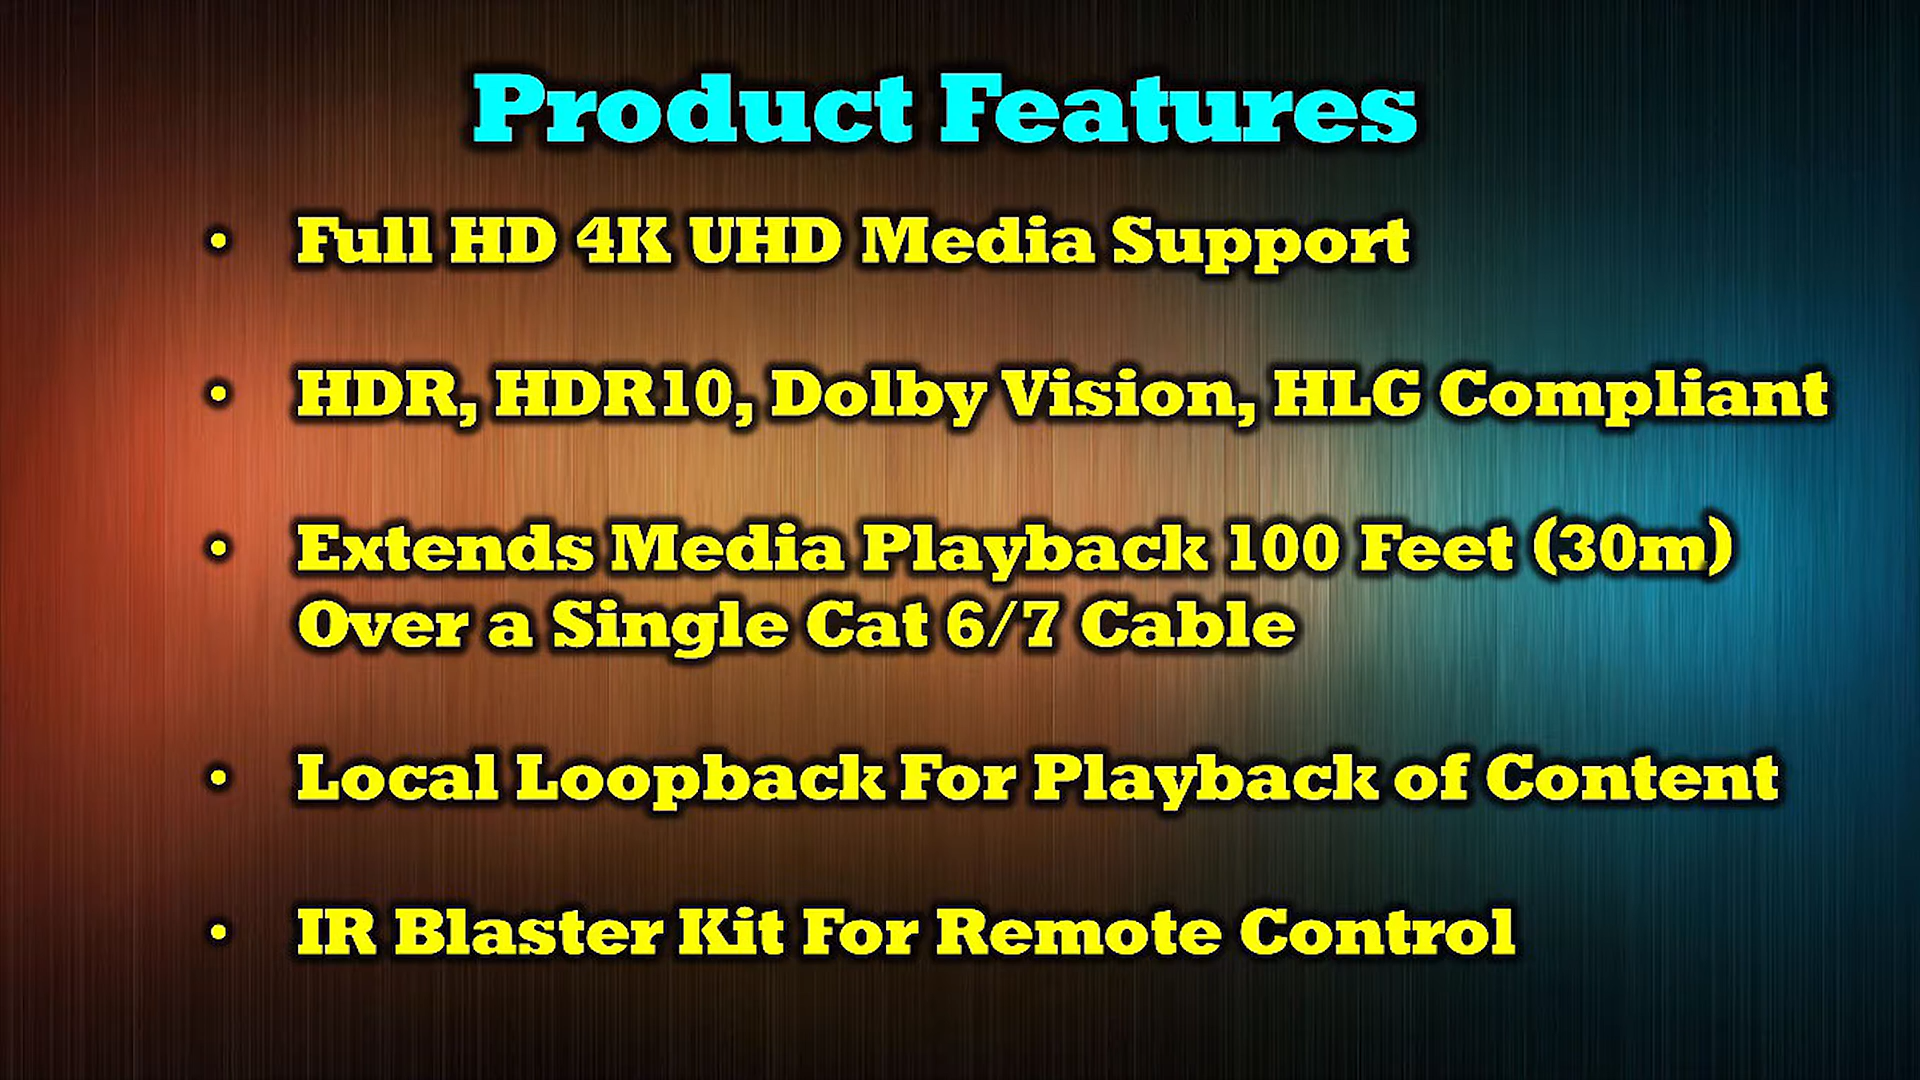 Product Features
• Full HD 4K UHD Media Support
• HDR, HDR10, Dolby Vision, HLG Compliant
• Extends Media Playback 100 Feet (30m)
Over a Single Cat 6/7 Cable
• Local Loopback For Playback of Content
• IR Blaster Kit For Remote Control